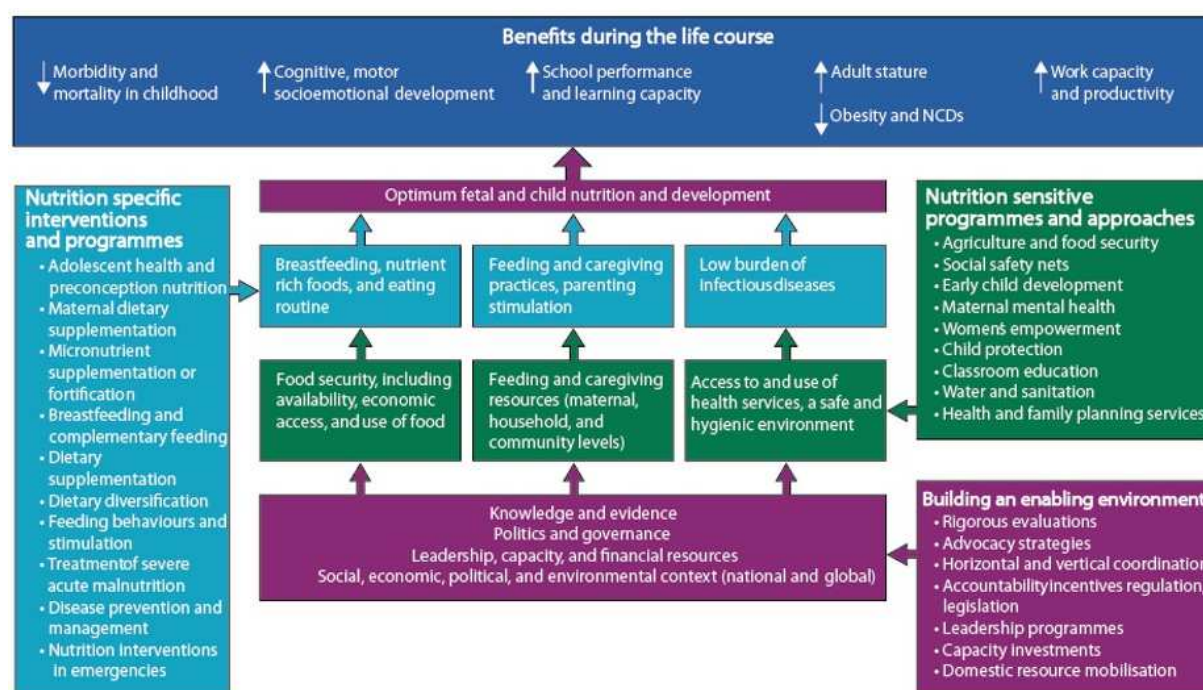 Benefits during the life course
Morbidity and
mortality in childhood
Cognitive, motor
socioemotional development
School performance
and learning capacity
Adult stature
Obesity and NCDs
Work capacity
and productivity
Optimum fetal and child nutrition and development
Nutrition specific
interventions
and programmes
• Adolescent health and
preconception nutrition
• Maternal dietary
supplementation
• Micronutrient
supplementation or
fortification
• Breastfeeding and
complementary feeding
• Dietary
supplementation
• Dietary diversification
• Feeding behaviours and
stimulation
• Treatmentof severe
acute malnutrition
• Disease prevention and
management
• Nutrition interventions
in emergencies
Breastfeeding, nutrient
rich foods, and eating
routine
Feeding and caregiving
practices, parenting
stimulation
Low burden of
infectious diseases
Food security, including
availability, economic
access, and use of food
Feeding and caregiving
resources (maternal,
household, and
community levels)
Access to and use of
health services, a safe and
hygienic environment
Knowledge and evidence
Politics and governance
Leadership, capacity, and financial resources
Social, economic, political, and environmental context (national and global)
Nutrition sensitive
programmes and approaches
• Agriculture and food security
• Social safety nets
• Early child development
• Maternal mental health
• Women's empowerment
• Child protection
• Classroom education
• Water and sanitation
• Health and family planning services
Building an enabling environment
• Rigorous evaluations
• Advocacy strategies
• Horizontal and vertical coordination
• Accountability incentives regulation,
legislation
• Leadership programmes
• Capacity investments
• Domestic resource mobilisation